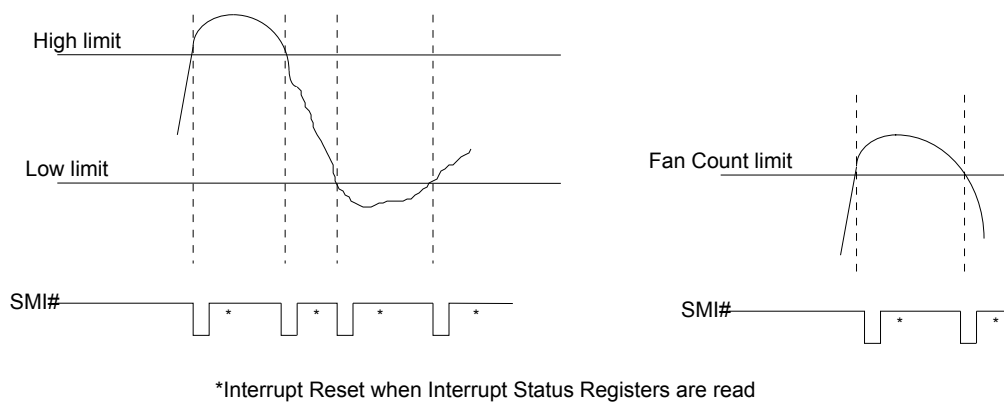 High limit
Low limit
SMI#
* * * *
Fan Count limit
SMI#
* *
*Interrupt Reset when Interrupt Status Registers are read